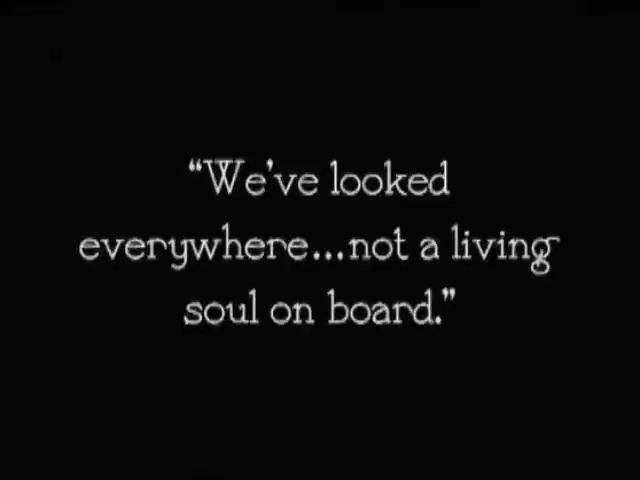 “We’ve looked
everywhere...not a living
soul on board.”